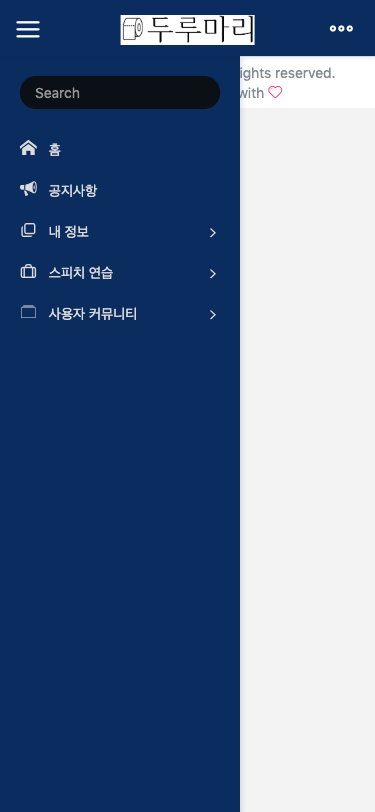 두루마리
ights reserved.
Search
with
홈
공지사항
내 정보
스피치 연습
사용자 커뮤니티